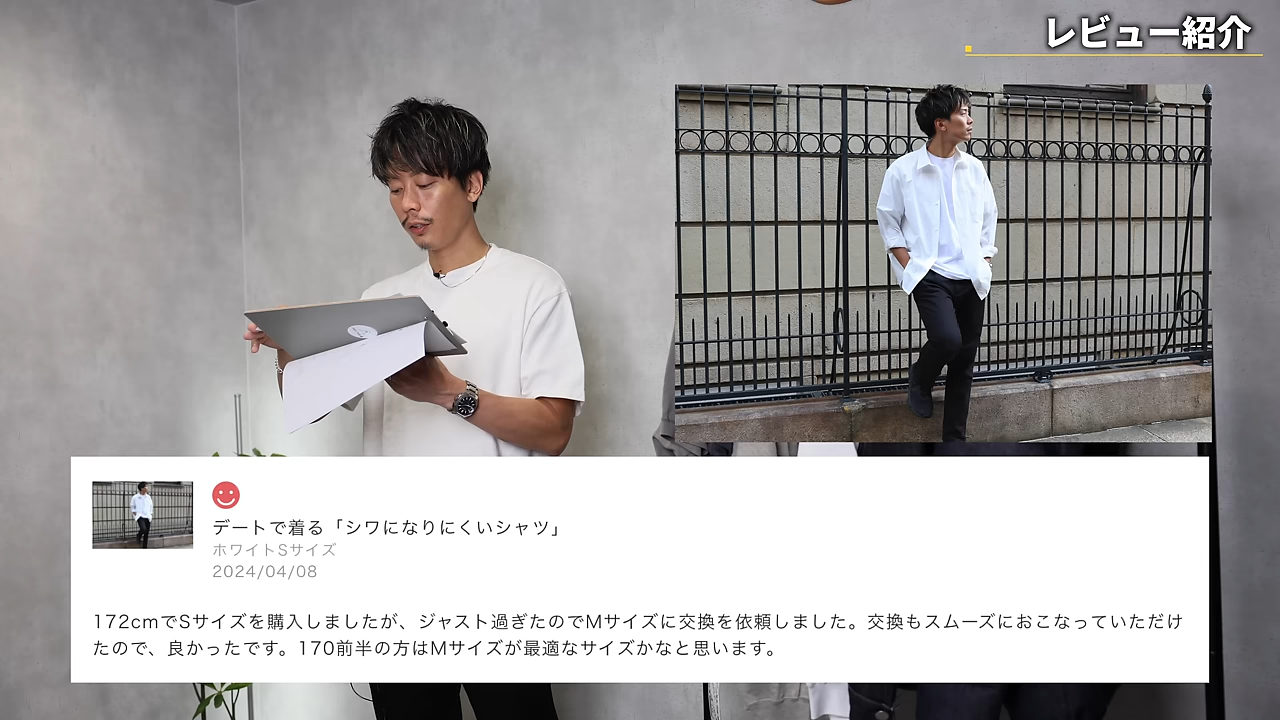 レビュー紹介
デートで着る「シワになりにくいシャツ」
ホワイトSサイズ
2024/04/08
172cmでSサイズを購入しましたが、ジャスト過ぎたのでMサイズに交換を依頼しました。交換もスムーズにおこなっていただけ
たので、良かったです。170前半の方はMサイズが最適なサイズかなと思います。